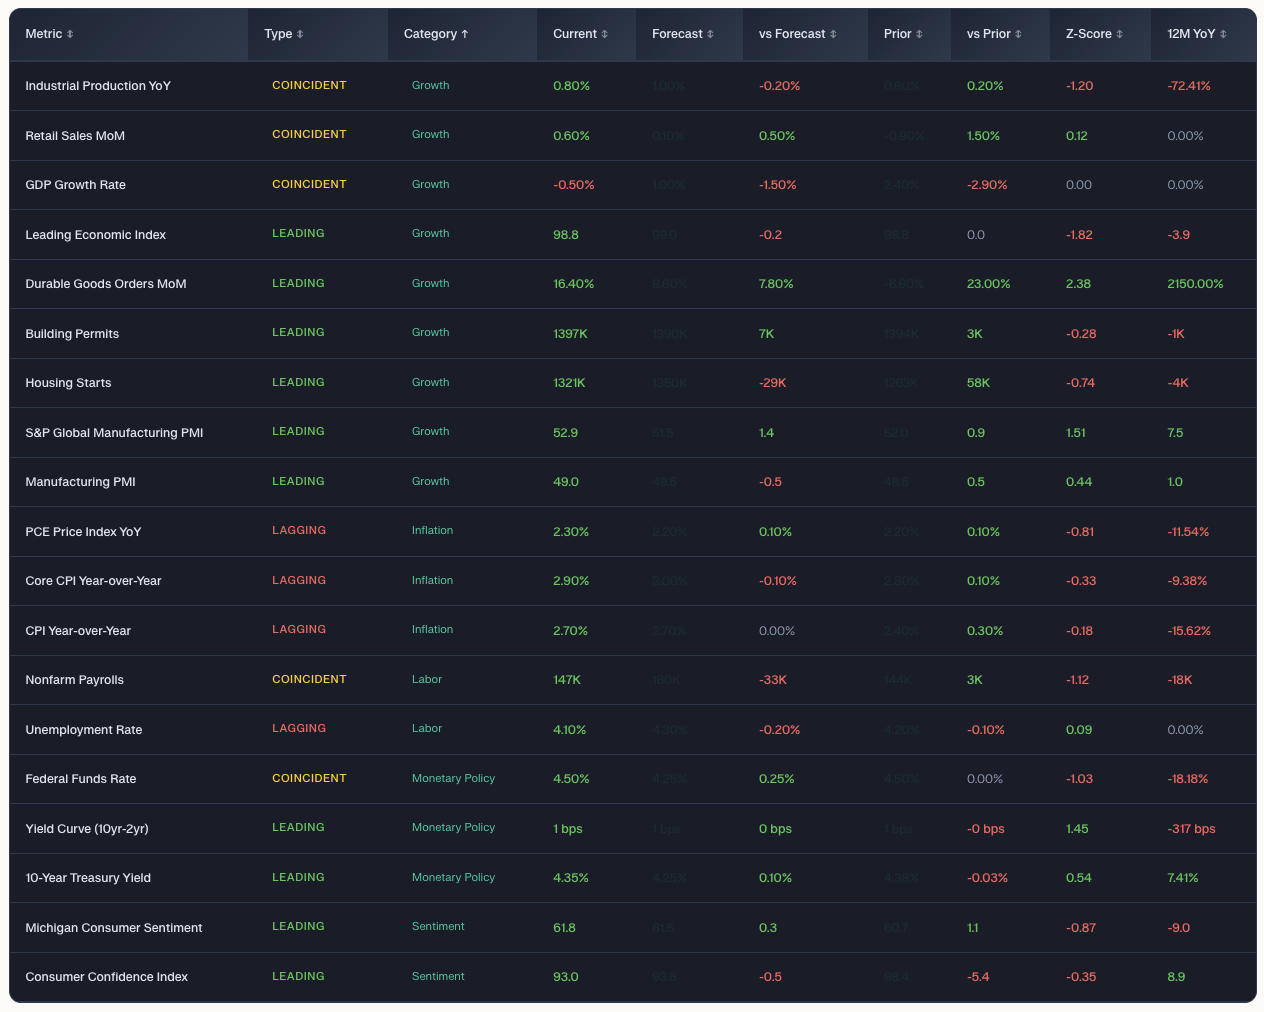 Metric ⇕ Type ⇕ Category ↑ Current ⇕ Forecast ⇕ vs Forecast ⇕ Prior ⇕ vs Prior ⇕ Z-Score ⇕ 12M YoY ⇕
Industrial Production YoY COINCIDENT Growth 0.80% 1.00% -0.20% 0.60% 0.20% -1.20 -72.41%
Retail Sales MoM COINCIDENT Growth 0.60% 0.10% 0.50% -0.90% 1.50% 0.12 0.00%
GDP Growth Rate COINCIDENT Growth -0.50% 1.00% -1.50% 2.40% -2.90% 0.00 0.00%
Leading Economic Index LEADING Growth 98.8 99.0 -0.2 98.8 0.0 -1.82 -3.9
Durable Goods Orders MoM LEADING Growth 16.40% 8.60% 7.80% -6.60% 23.00% 2.38 2150.00%
Building Permits LEADING Growth 1397K 1390K 7K 1394K 3K -0.28 -1K
Housing Starts LEADING Growth 1321K 1350K -29K 1263K 58K -0.74 -4K
S&P Global Manufacturing PMI LEADING Growth 52.9 51.5 1.4 52.0 0.9 1.51 7.5
Manufacturing PMI LEADING Growth 49.0 -0.5 48.5 0.5 0.44 1.0
PCE Price Index YoY LAGGING Inflation 2.30% 2.20% 0.10% 2.20% 0.10% -0.81 -11.54%
Core CPI Year-over-Year LAGGING Inflation 2.90% 3.00% -0.10% 2.80% 0.10% -0.33 -9.38%
CPI Year-over-Year LAGGING Inflation 2.70% 2.70% 0.00% 2.40% 0.30% -0.18 -15.62%
Nonfarm Payrolls COINCIDENT Labor 147K 180K -33K 144K 3K -1.12 -18K
Unemployment Rate LAGGING Labor 4.10% 4.30% -0.20% 4.20% -0.10% 0.09 0.00%
Federal Funds Rate COINCIDENT Monetary Policy 4.50% 4.25% 0.25% 4.50% 0.00% -1.03 -18.18%
Yield Curve (10yr-2yr) LEADING Monetary Policy 1 bps 1 bps 0 bps 1 bps -0 bps 1.45 -317 bps
10-Year Treasury Yield LEADING Monetary Policy 4.35% 4.25% 0.10% 4.38% -0.03% 0.54 7.41%
Michigan Consumer Sentiment LEADING Sentiment 61.8 61.5 0.3 60.7 1.1 -0.87 -9.0
Consumer Confidence Index LEADING Sentiment 93.0 93.5 -0.5 98.4 -5.4 -0.35 8.9